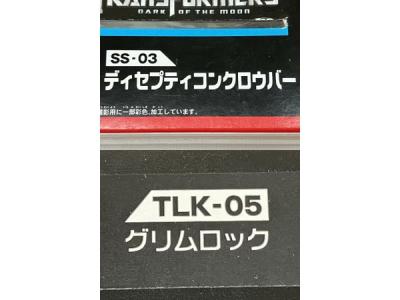 TRANSFORMERS
DARK OF THE MOON
SS-03
ディセプティコンクロウバー
撮影用に一部彩色、加工しています。
TLK-05
グリムロック